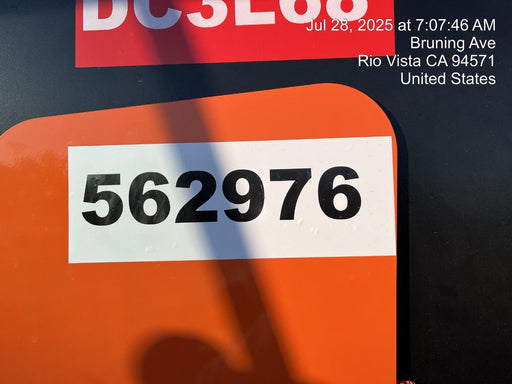 DC3L68
Jul 28, 2025 at 7:07:46 AM
Bruning Ave
Rio Vista CA 94571
United States
562976